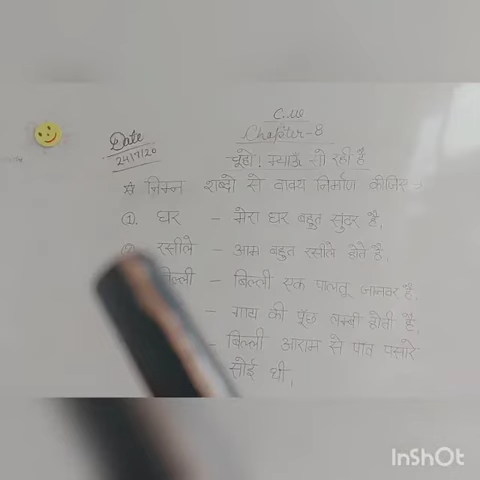 C.W
Chapter-8
Date
24/7/20
चूहो! म्याऊँ सो रही है
निम्न शब्दो से वाक्य निर्माण कीजिए →
①. घर - मेरा घर बहुत सुंदर है,
रसीले - आम बहुत रसीले होते है,
- बिल्ली एक पालतू जानवर है,
- गाय की पूंछ लम्बी होती है,
- बिल्ली आराम से पाव पसारे
सोई थी,
InShOt